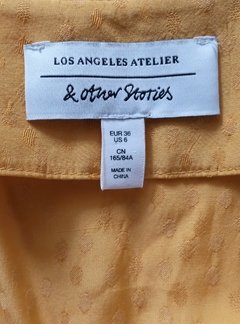 LOS ANGELES ATELIER
& Other Stories
EUR 36
US 6
CN
165/84A
MADE IN
CHINA